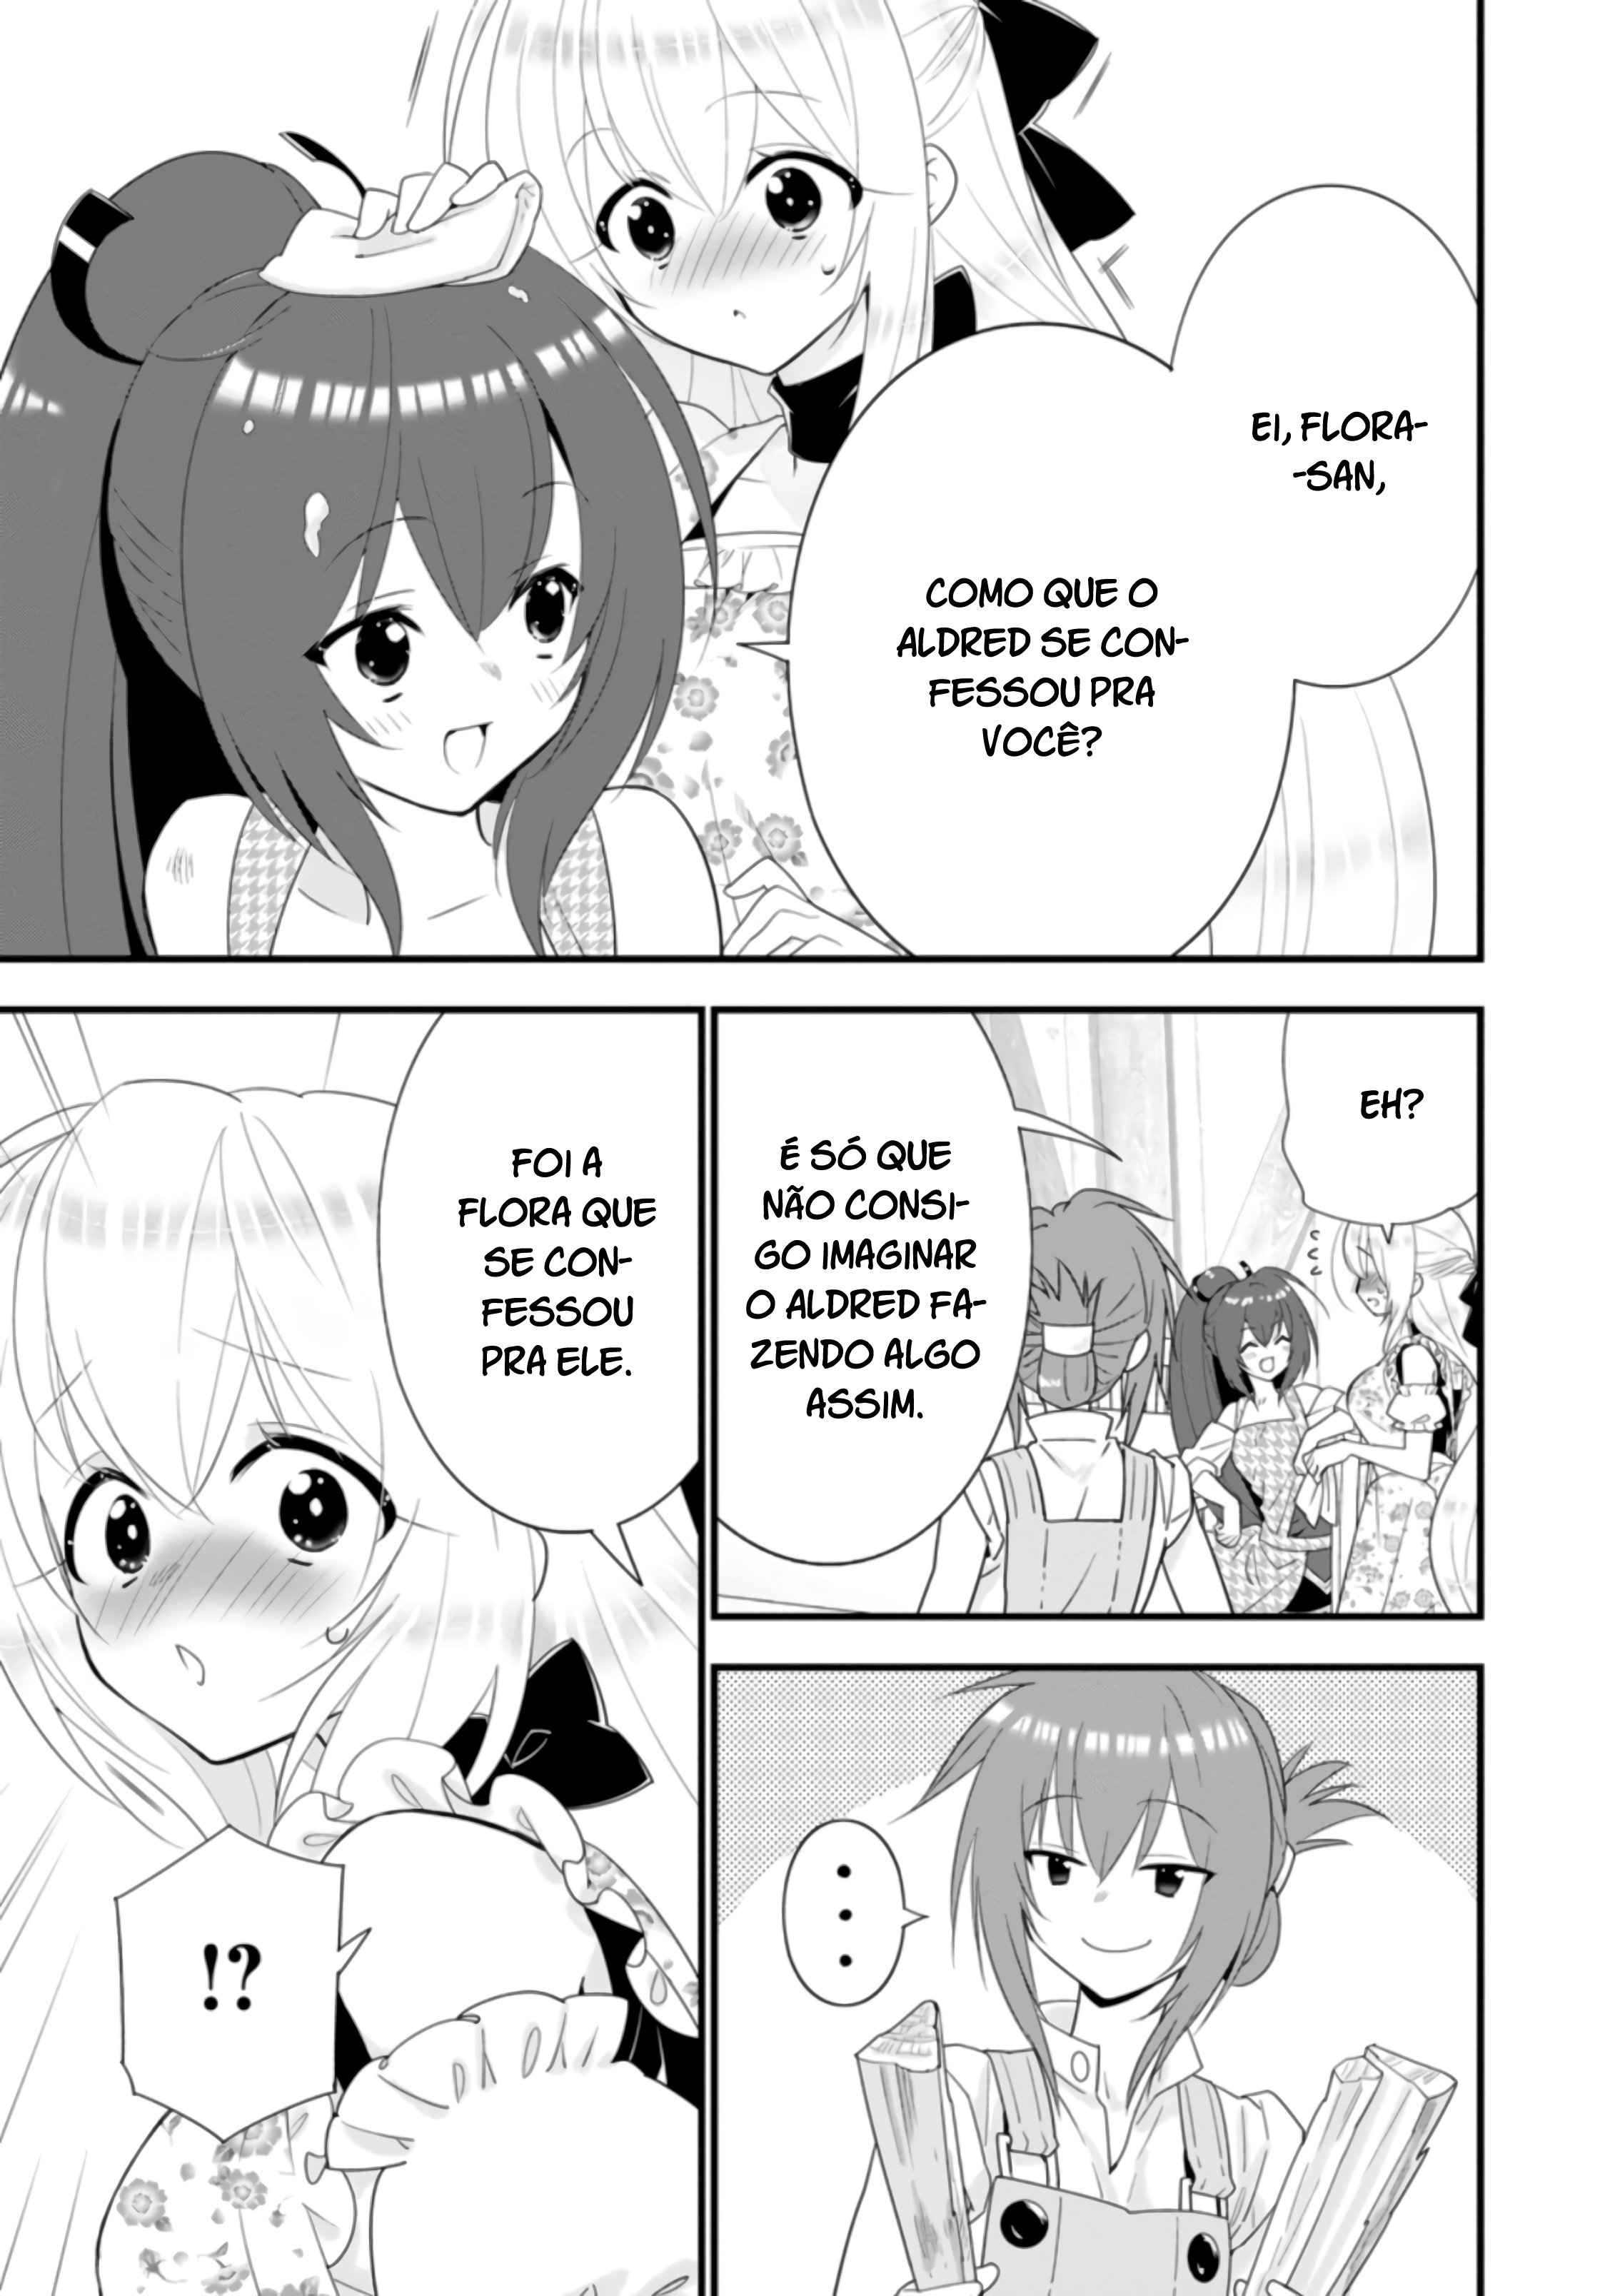 EI, FLORA-
-SAN,
COMO QUE O
ALDRED SE CON-
FESSOU PRA
VOCÊ?
EH?
É SÓ QUE
NÃO CONSI-
GO IMAGINAR
O ALDRED FA-
ZENDO ALGO
ASSIM.
...
FOI A
FLORA QUE
SE CON-
FESSOU
PRA ELE.
!?